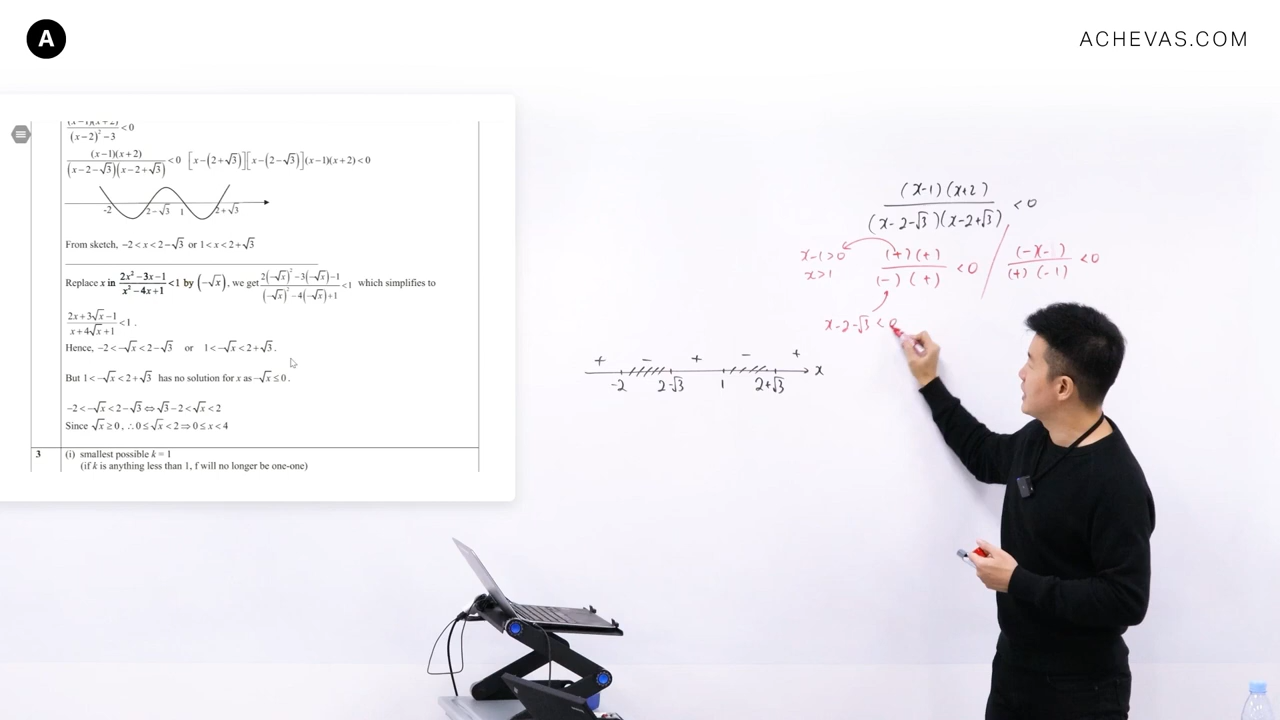 A
ACHEVAS.COM
(x−1)(x+2)/((x−2)²−3) < 0
(x−1)(x+2)/((x−2−√3)(x−2+√3)) < 0 [x−(2+√3)][x−(2−√3)](x−1)(x+2)<0
-2 2−√3 1 2+√3
From sketch, −2<x<2−√3 or 1<x<2+√3
Replace x in (2x²−3x−1)/(x²−4x+1) <1 by (−√x), we get (2(−√x)²−3(−√x)−1)/((−√x)²−4(−√x)+1) <1 which simplifies to
(2x+3√x−1)/(x+4√x+1) <1 .
Hence, −2<−√x<2−√3 or 1<−√x<2+√3 .
But 1<−√x<2+√3 has no solution for x as −√x≤0 .
−2<−√x<2−√3 ⇔ √3−2<√x<2
Since √x≥0 , ∴0≤√x<2⇒0≤x<4
3 (i) smallest possible k = 1
(if k is anything less than 1, f will no longer be one-one)
(x-1)(x+2)/((x-2-√3)(x-2+√3)) < 0
x-1>0
x>1
(+)(+)/((-)(+)) < 0 / (-)(-)/((+)(-)) < 0
x-2-√3 < 0
+ − + − +
-2 2-√3 1 2+√3 x